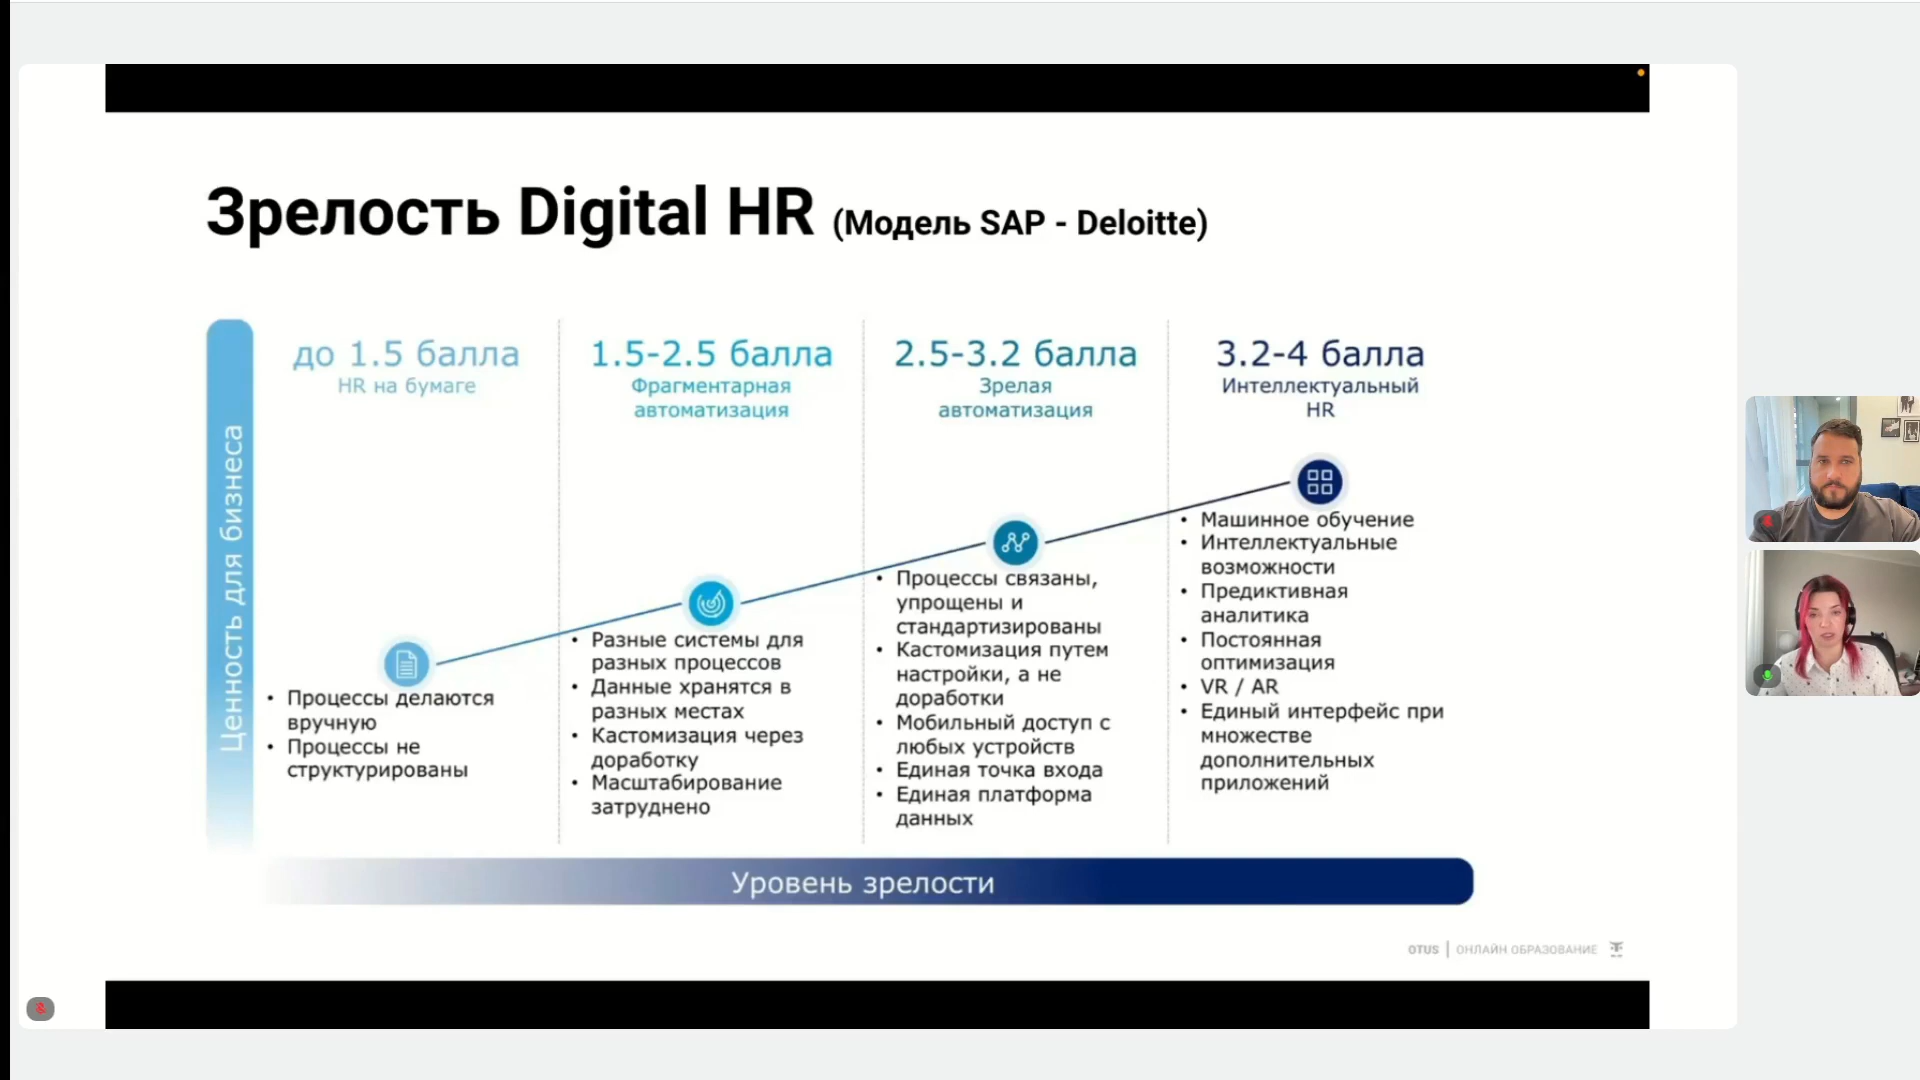 Зрелость Digital HR (Модель SAP - Deloitte)
Ценность для бизнеса
до 1.5 балла
HR на бумаге
• Процессы делаются
вручную
• Процессы не
структурированы
1.5-2.5 балла
Фрагментарная
автоматизация
• Разные системы для
разных процессов
• Данные хранятся в
разных местах
• Кастомизация через
доработку
• Масштабирование
затруднено
2.5-3.2 балла
Зрелая
автоматизация
• Процессы связаны,
упрощены и
стандартизированы
• Кастомизация путем
настройки, а не
доработки
• Мобильный доступ с
любых устройств
• Единая точка входа
• Единая платформа
данных
3.2-4 балла
Интеллектуальный
HR
• Машинное обучение
• Интеллектуальные
возможности
• Предиктивная
аналитика
• Постоянная
оптимизация
• VR / AR
• Единый интерфейс при
множестве
дополнительных
приложений
Уровень зрелости
OTUS | ОНЛАЙН ОБРАЗОВАНИЕ